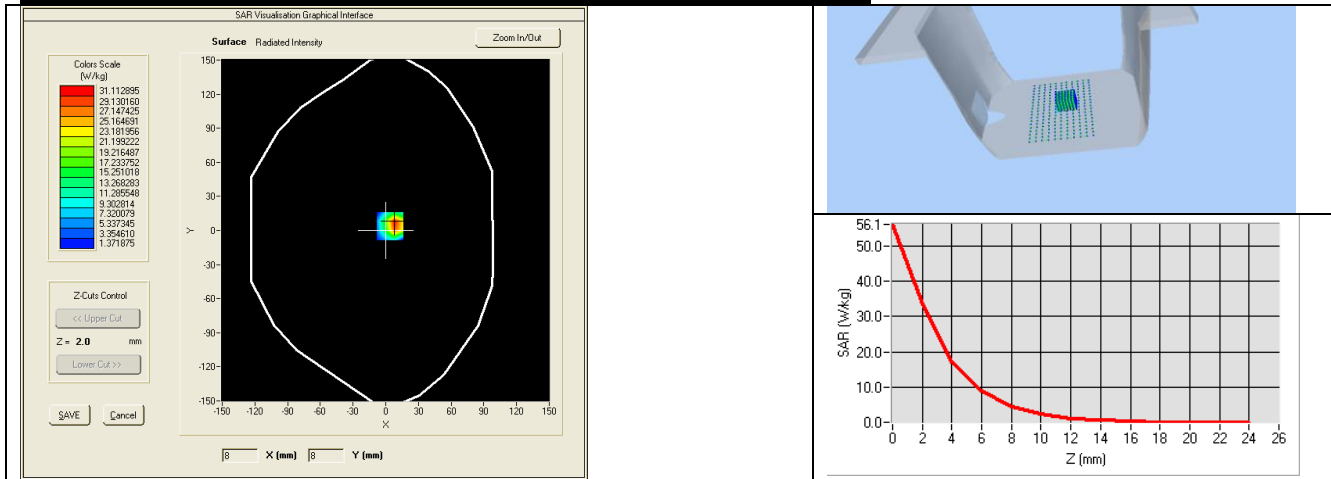 SAR Visualisation Graphical Interface
Surface Radiated Intensity
Zoom In/Out
Colors Scale
(W/kg)
31.112895
29.130160
27.147425
25.164691
23.181956
21.199222
19.216487
17.233752
15.251018
13.268283
11.285548
9.302814
7.320079
5.337345
3.354610
1.371875
Z-Cuts Control
<< Upper Cut
Z = 2.0 mm
Lower Cut >>
SAVE Cancel
150
120
90
60
30
0
-30
-60
-90
-120
-150
Y
-150 -120 -90 -60 -30 0 30 60 90 120 150
X
8 X (mm) 8 Y (mm)
56.1
50.0
40.0
30.0
20.0
10.0
0.0
SAR (W/kg)
0 2 4 6 8 10 12 14 16 18 20 22 24 26
Z (mm)